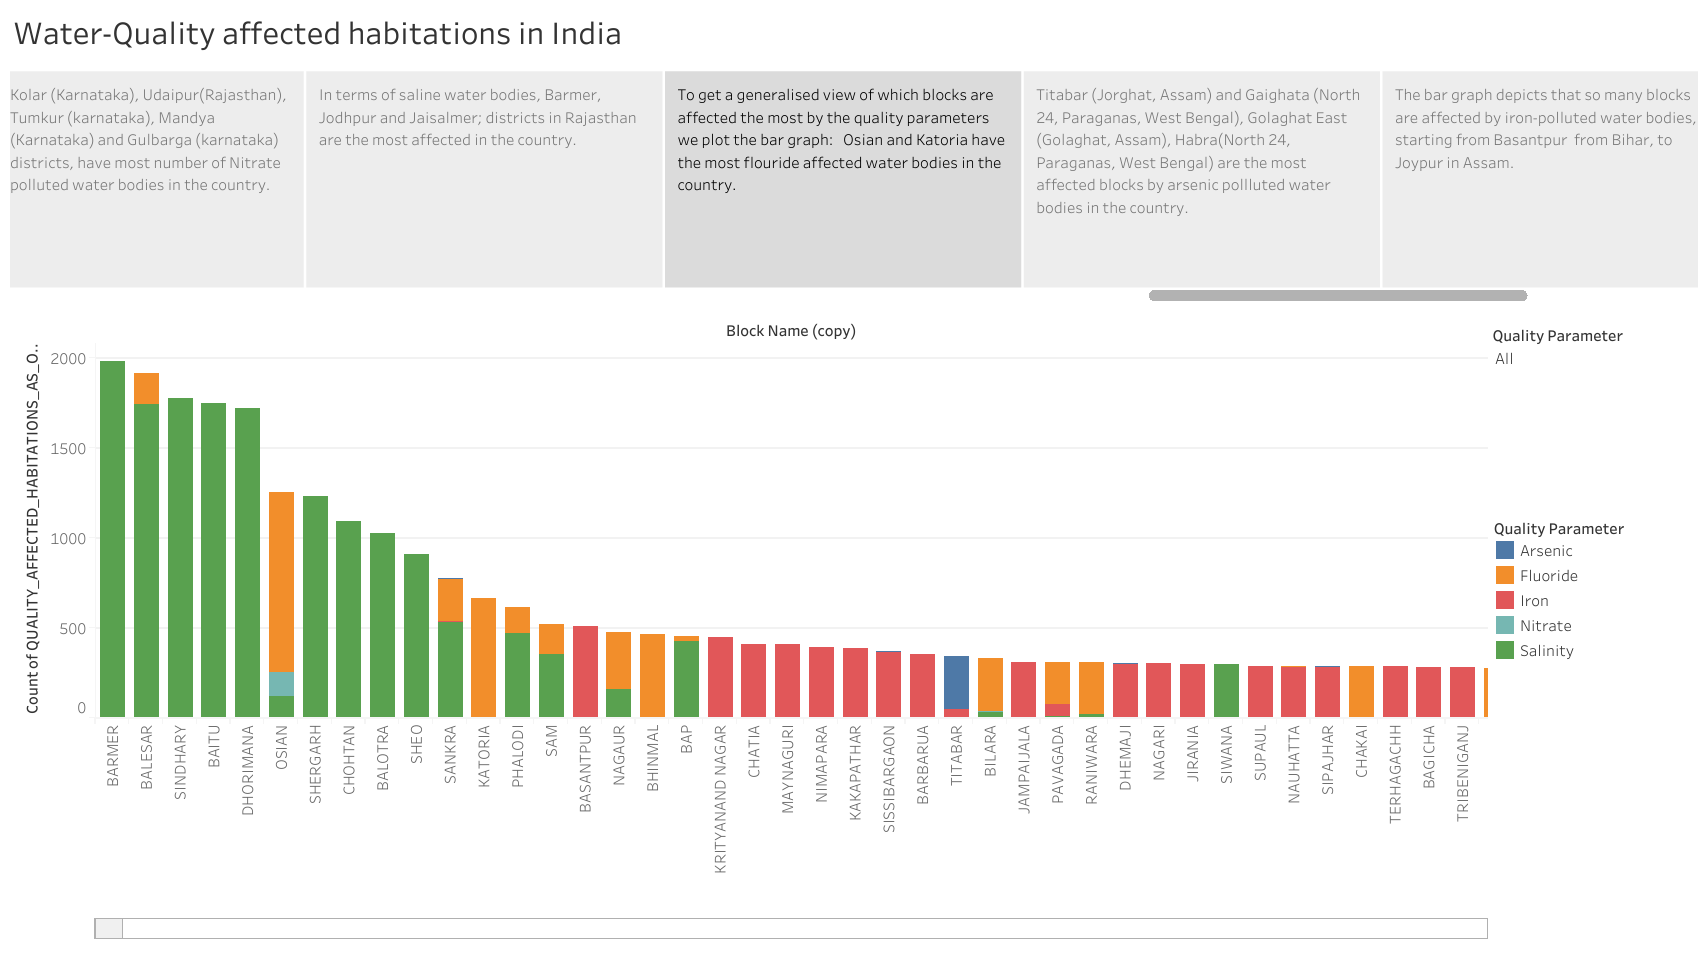 Water-Quality affected habitations in India
Kolar (Karnataka), Udaipur(Rajasthan),
Tumkur (karnataka), Mandya
(Karnataka) and Gulbarga (karnataka)
districts, have most number of Nitrate
polluted water bodies in the country.
In terms of saline water bodies, Barmer,
Jodhpur and Jaisalmer; districts in Rajasthan
are the most affected in the country.
To get a generalised view of which blocks are
affected the most by the quality parameters
we plot the bar graph:   Osian and Katoria have
the most flouride affected water bodies in the
country.
Titabar (Jorghat, Assam) and Gaighata (North
24, Paraganas, West Bengal), Golaghat East
(Golaghat, Assam), Habra(North 24,
Paraganas, West Bengal) are the most
affected blocks by arsenic pollluted water
bodies in the country.
The bar graph depicts that so many blocks
are affected by iron-polluted water bodies,
starting from Basantpur  from Bihar, to
Joypur in Assam.
Block Name (copy)
Count of QUALITY_AFFECTED_HABITATIONS_AS_O..
2000
1500
1000
500
0
BARMER
BALESAR
SINDHARY
BAITU
DHORIMANA
OSIAN
SHERGARH
CHOHTAN
BALOTRA
SHEO
SANKRA
KATORIA
PHALODI
SAM
BASANTPUR
NAGAUR
BHINMAL
BAP
KRITYANAND NAGAR
CHATIA
MAYNAGURI
NIMAPARA
KAKAPATHAR
SISSIBARGAON
BARBARUA
TITABAR
BILARA
JAMPAIJALA
PAVAGADA
RANIWARA
DHEMAJI
NAGARI
JIRANIA
SIWANA
SUPAUL
NAUHATTA
SIPAJHAR
CHAKAI
TERHAGACHH
BAGICHA
TRIBENIGANJ
Quality Parameter
All
Quality Parameter
Arsenic
Fluoride
Iron
Nitrate
Salinity